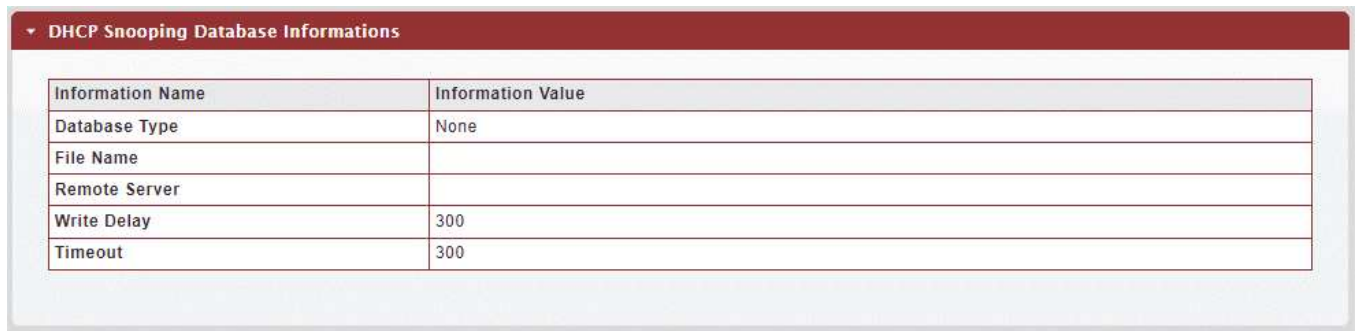 DHCP Snooping Database Informations
Information Name Information Value
Database Type None
File Name
Remote Server
Write Delay 300
Timeout 300